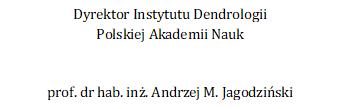 Dyrektor Instytutu Dendrologii
Polskiej Akademii Nauk
prof. dr hab. inż. Andrzej M. Jagodziński